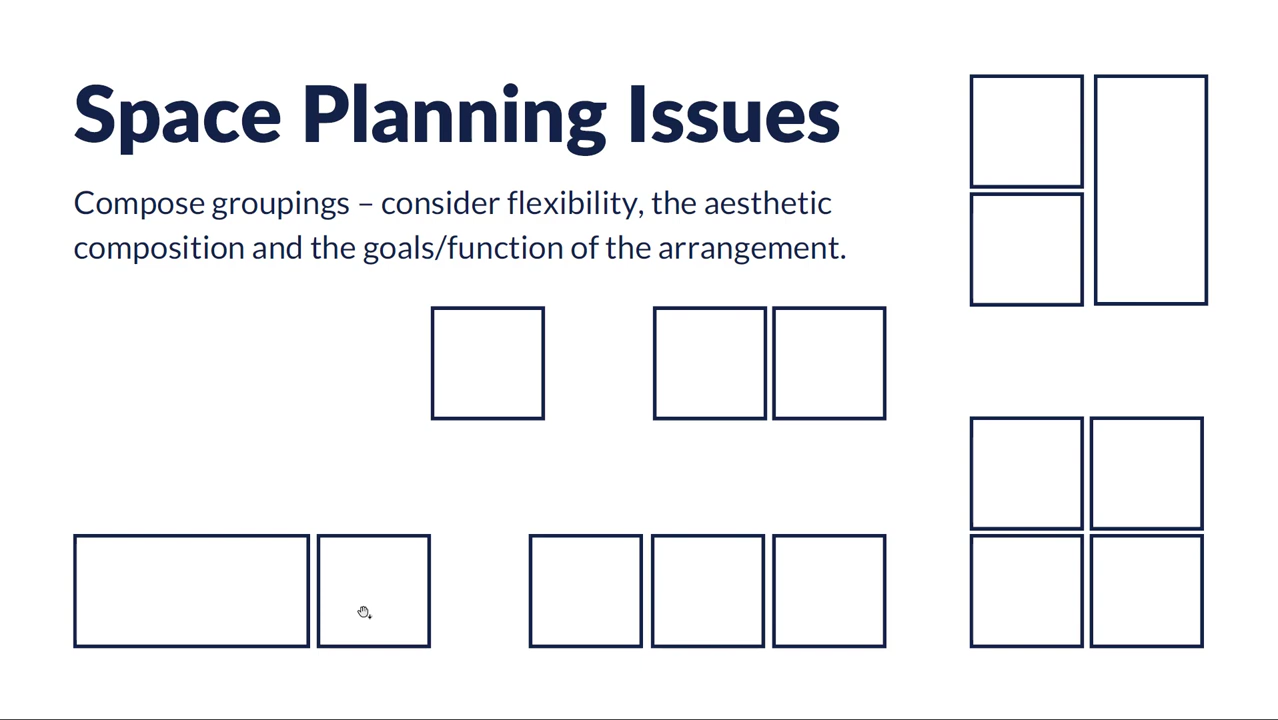 Space Planning Issues
Compose groupings – consider flexibility, the aesthetic
composition and the goals/function of the arrangement.